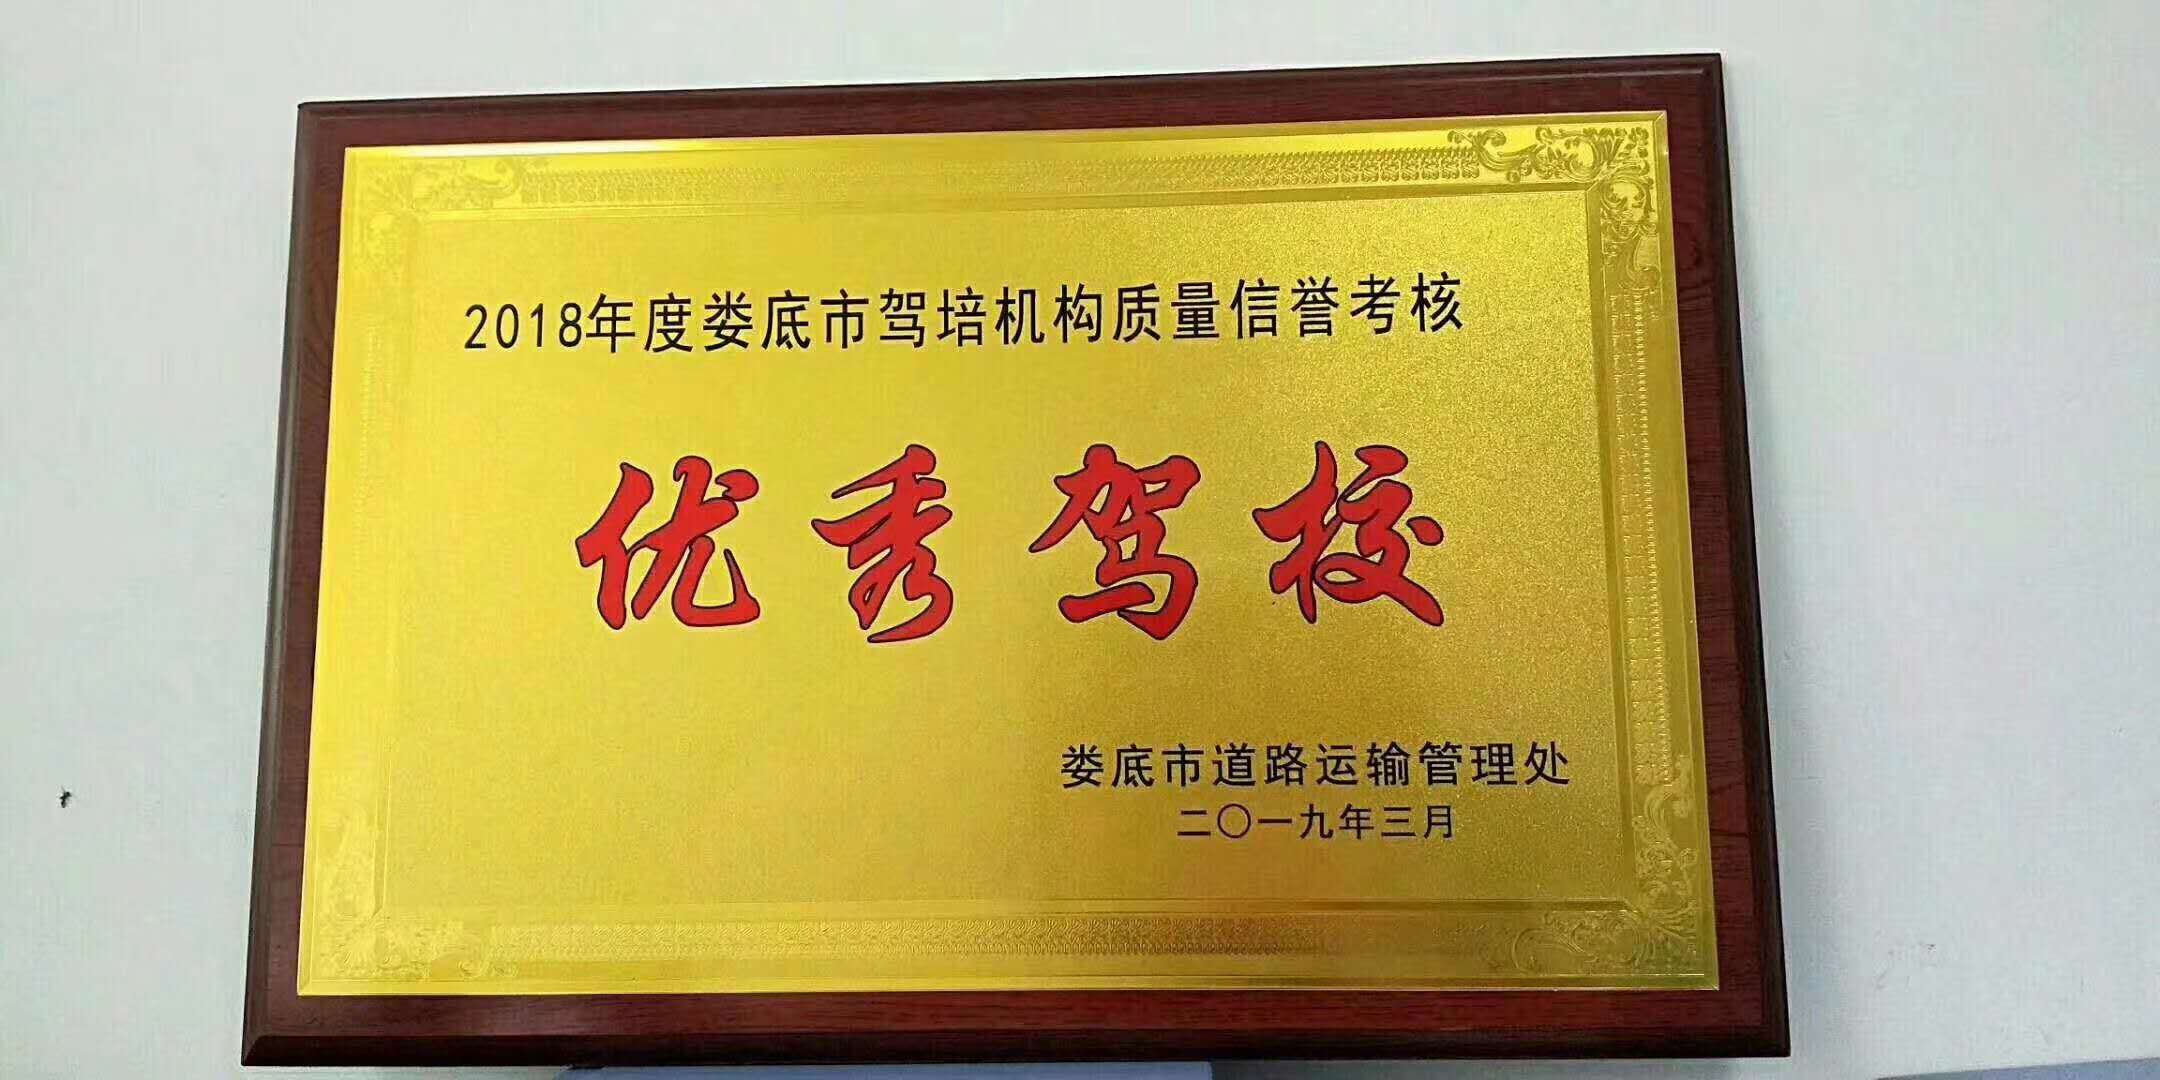 2018年度娄底市驾培机构质量信誉考核
优秀驾校
娄底市道路运输管理处
二〇一九年三月